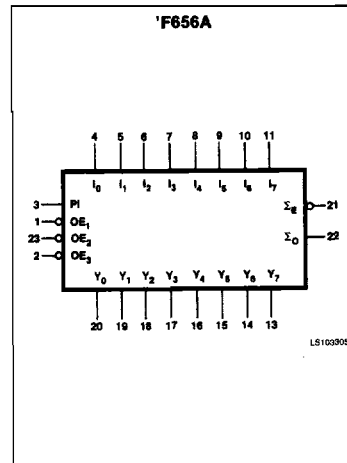 'F656A
4 5 6 7 8 9 10 11
I0 I1 I2 I3 I4 I5 I6 I7
3 PI
ΣE 21
1 OE1
23 OE2
ΣO 22
2 OE3
Y0 Y1 Y2 Y3 Y4 Y5 Y6 Y7
20 19 18 17 16 15 14 13
LS10330S